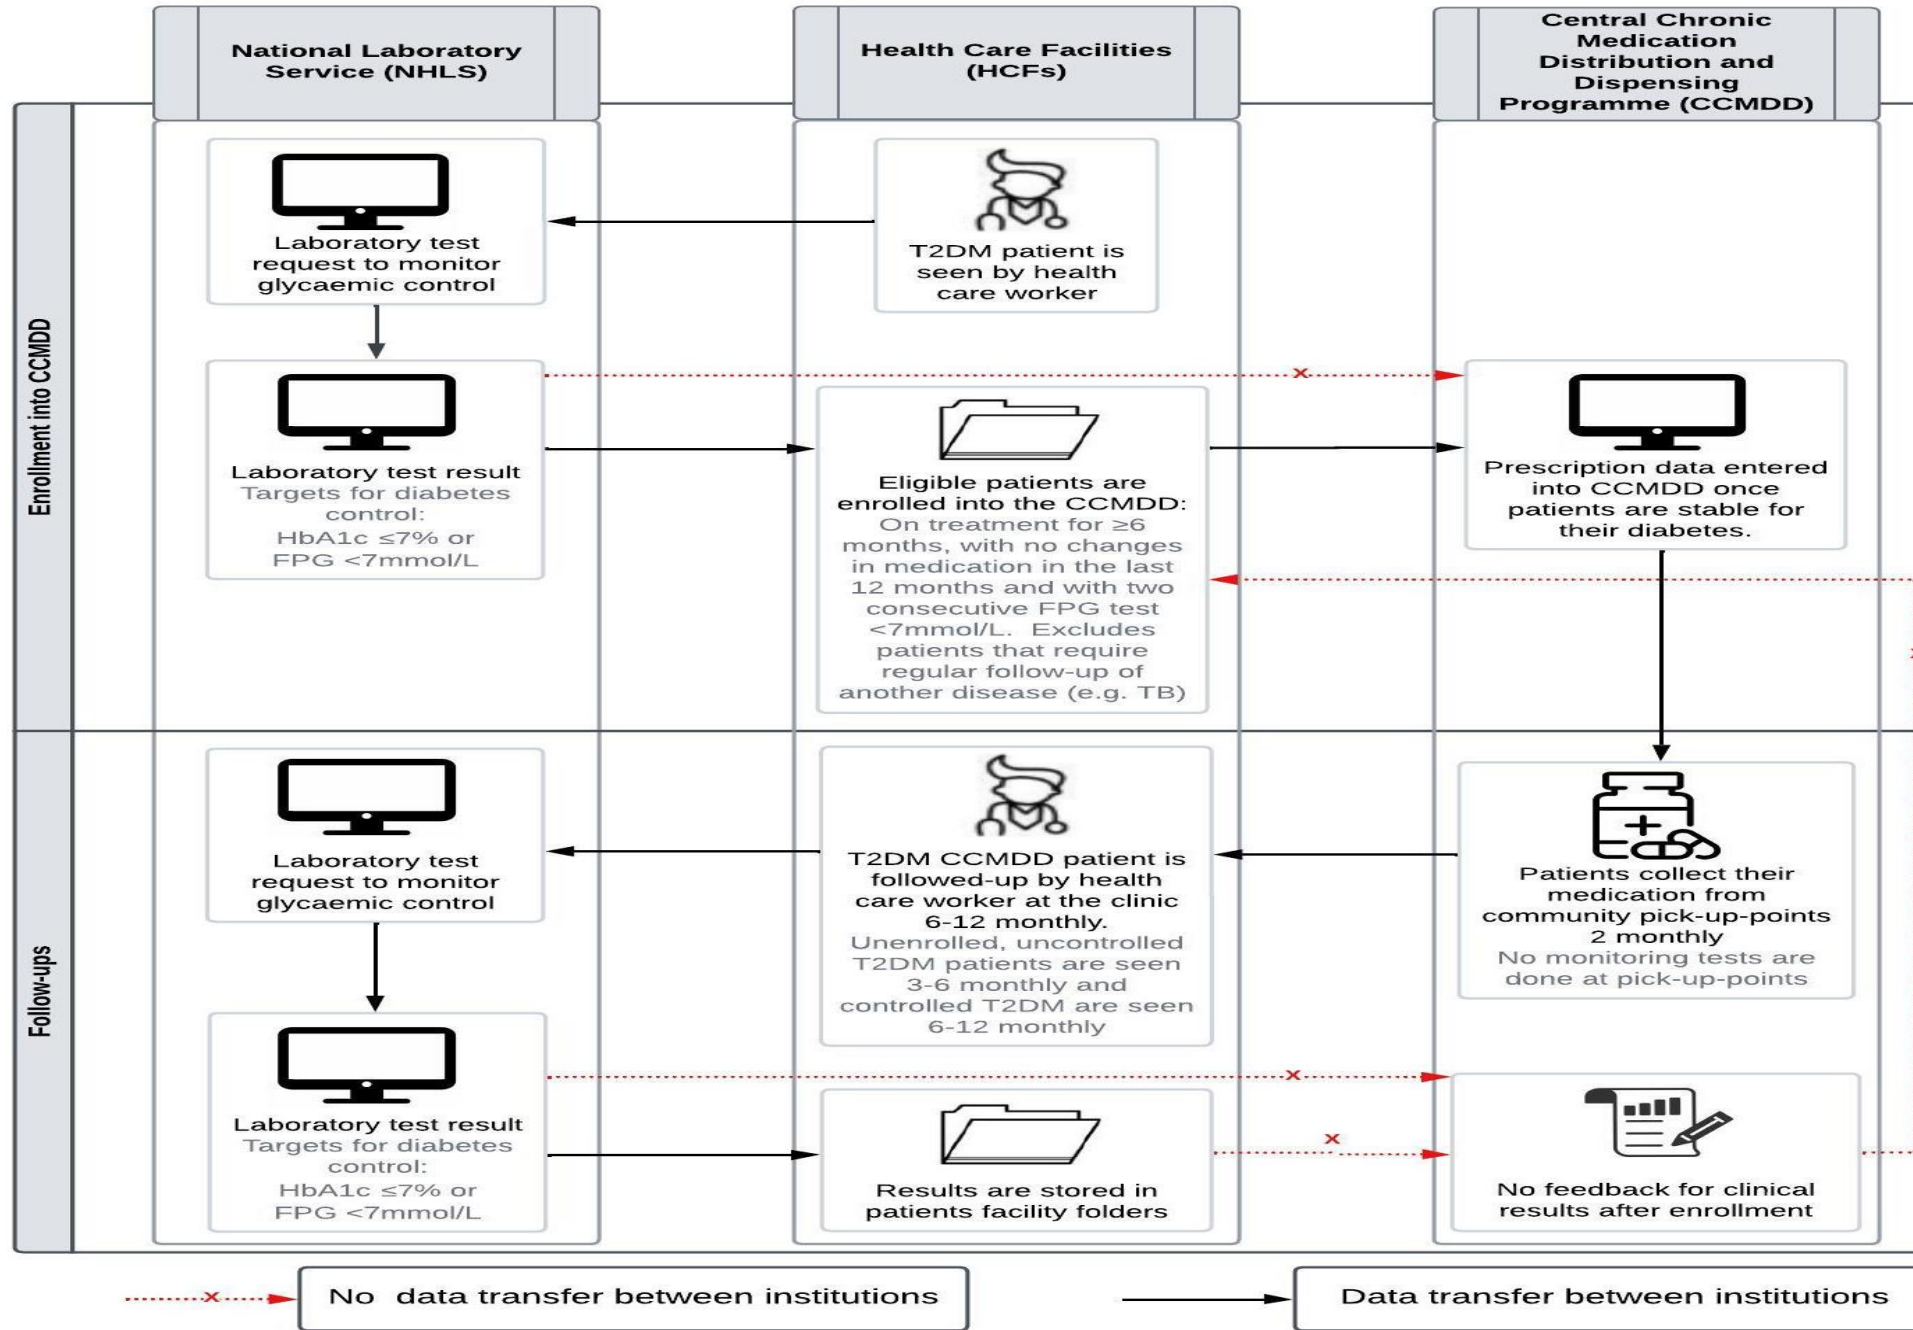 National Laboratory
Service (NHLS)
Health Care Facilities
(HCFs)
Central Chronic
Medication
Distribution and
Dispensing
Programme (CCMDD)
Enrollment into CCMDD
Laboratory test
request to monitor
glycaemic control
T2DM patient is
seen by health
care worker
x
Laboratory test result
Targets for diabetes
control:
HbA1c ≤7% or
FPG <7mmol/L
Eligible patients are
enrolled into the CCMDD:
On treatment for ≥6
months, with no changes
in medication in the last
12 months and with two
consecutive FPG test
<7mmol/L. Excludes
patients that require
regular follow-up of
another disease (e.g. TB)
Prescription data entered
into CCMDD once
patients are stable for
their diabetes.
Follow-ups
Laboratory test
request to monitor
glycaemic control
T2DM CCMDD patient is
followed-up by health
care worker at the clinic
6-12 monthly.
Unenrolled, uncontrolled
T2DM patients are seen
3-6 monthly and
controlled T2DM are seen
6-12 monthly
Patients collect their
medication from
community pick-up-points
2 monthly
No monitoring tests are
done at pick-up-points
x
Laboratory test result
Targets for diabetes
control:
HbA1c ≤7% or
FPG <7mmol/L
Results are stored in
patients facility folders
x
No feedback for clinical
results after enrollment
x
No data transfer between institutions
Data transfer between institutions